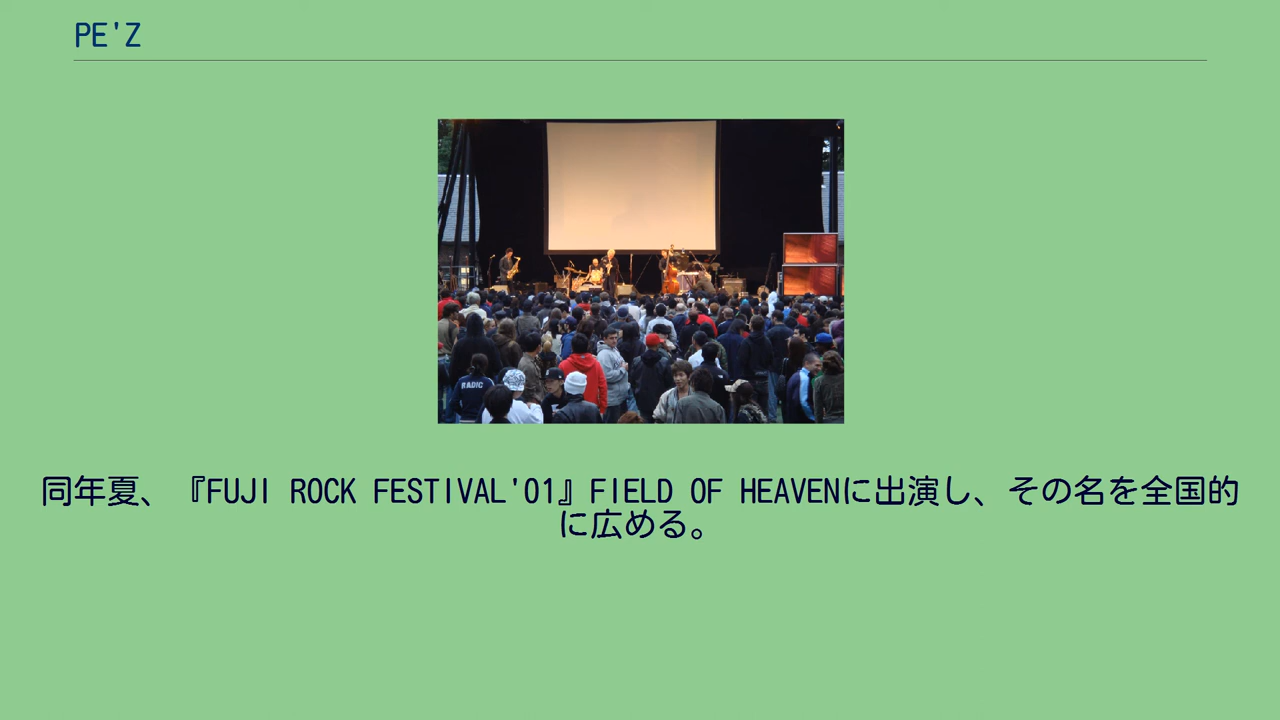 PE'Z
RADIC
同年夏、『FUJI ROCK FESTIVAL'01』FIELD OF HEAVENに出演し、その名を全国的
に広める。